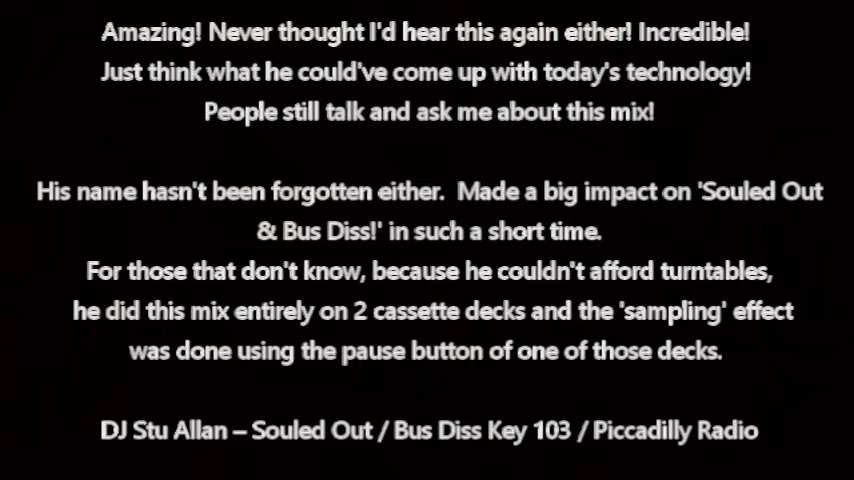 Amazing! Never thought I'd hear this again either! Incredible!
Just think what he could've come up with today's technology!
People still talk and ask me about this mix!
His name hasn't been forgotten either.  Made a big impact on 'Souled Out
& Bus Diss!' in such a short time.
For those that don't know, because he couldn't afford turntables,
he did this mix entirely on 2 cassette decks and the 'sampling' effect
was done using the pause button of one of those decks.
DJ Stu Allan – Souled Out / Bus Diss Key 103 / Piccadilly Radio